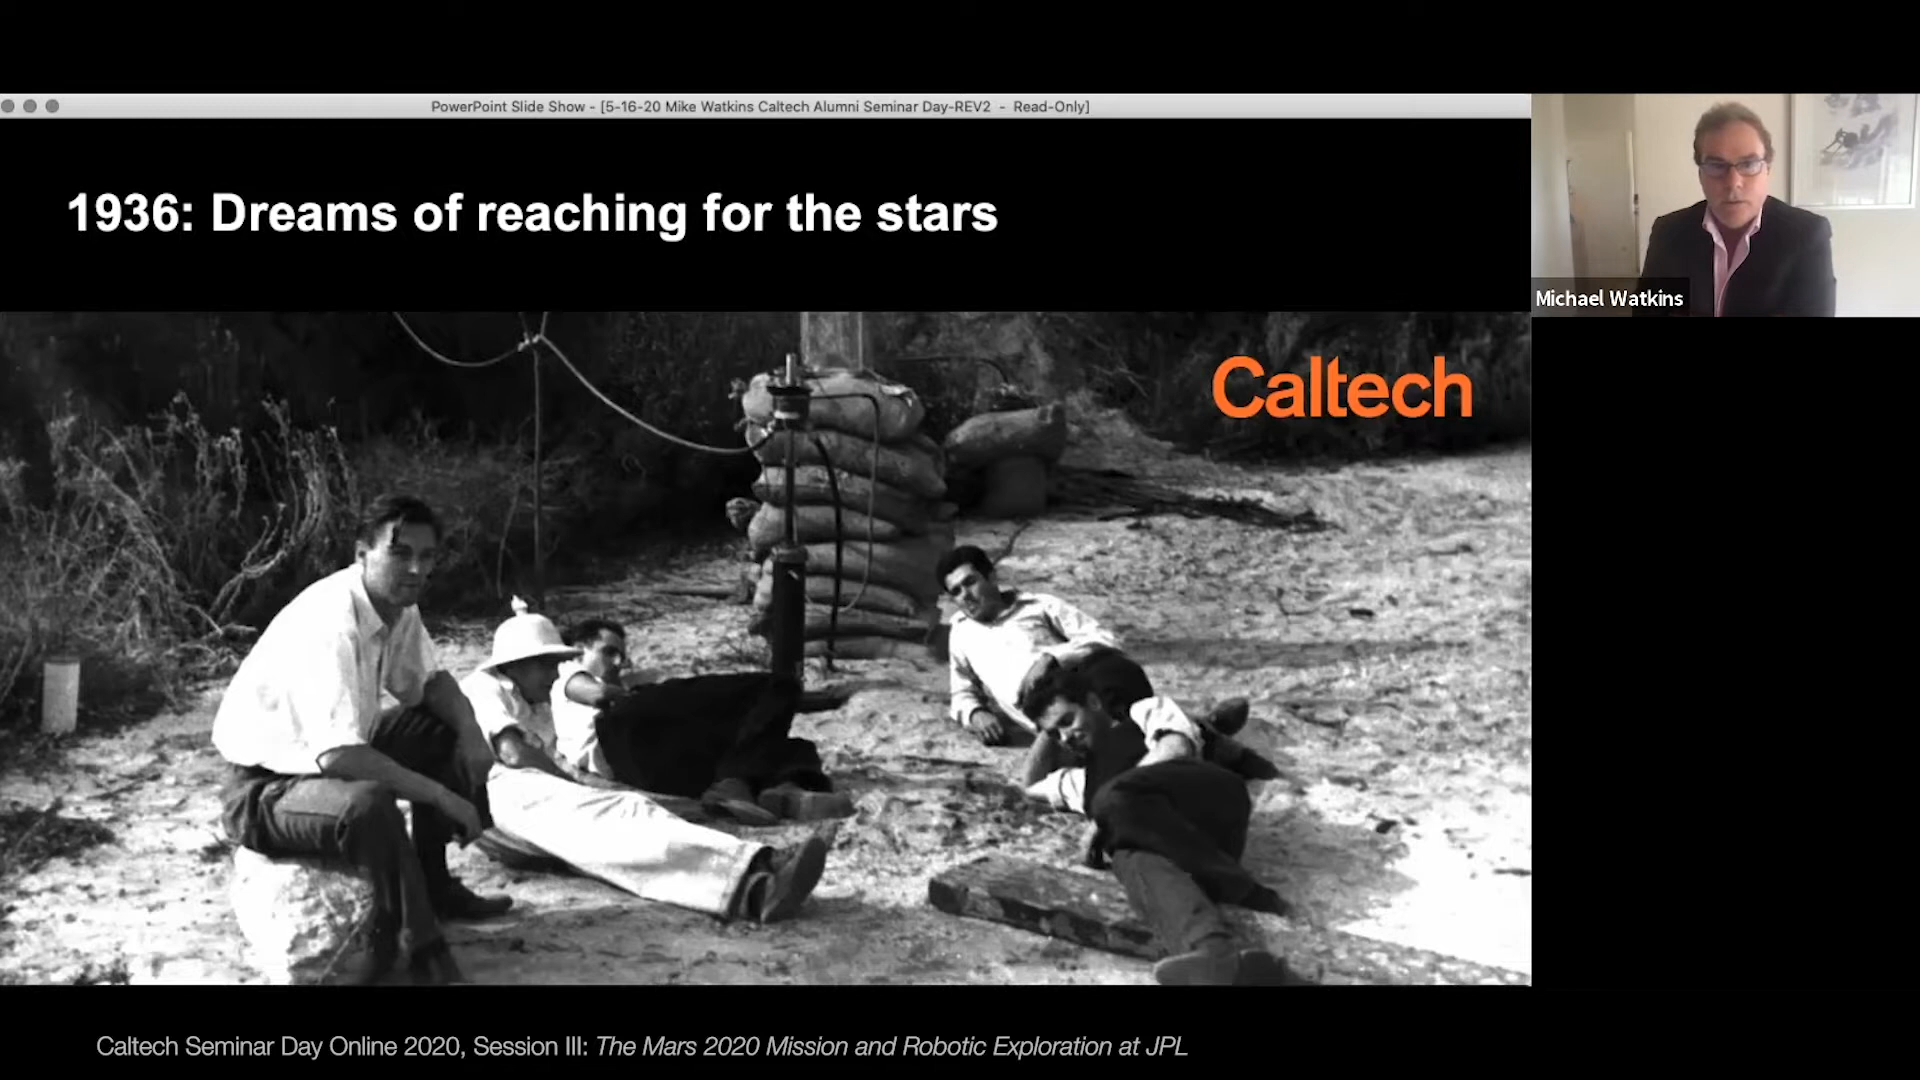 PowerPoint Slide Show - [5-16-20 Mike Watkins Caltech Alumni Seminar Day-REV2 - Read-Only]
1936: Dreams of reaching for the stars
Michael Watkins
Caltech
Caltech Seminar Day Online 2020, Session III: The Mars 2020 Mission and Robotic Exploration at JPL